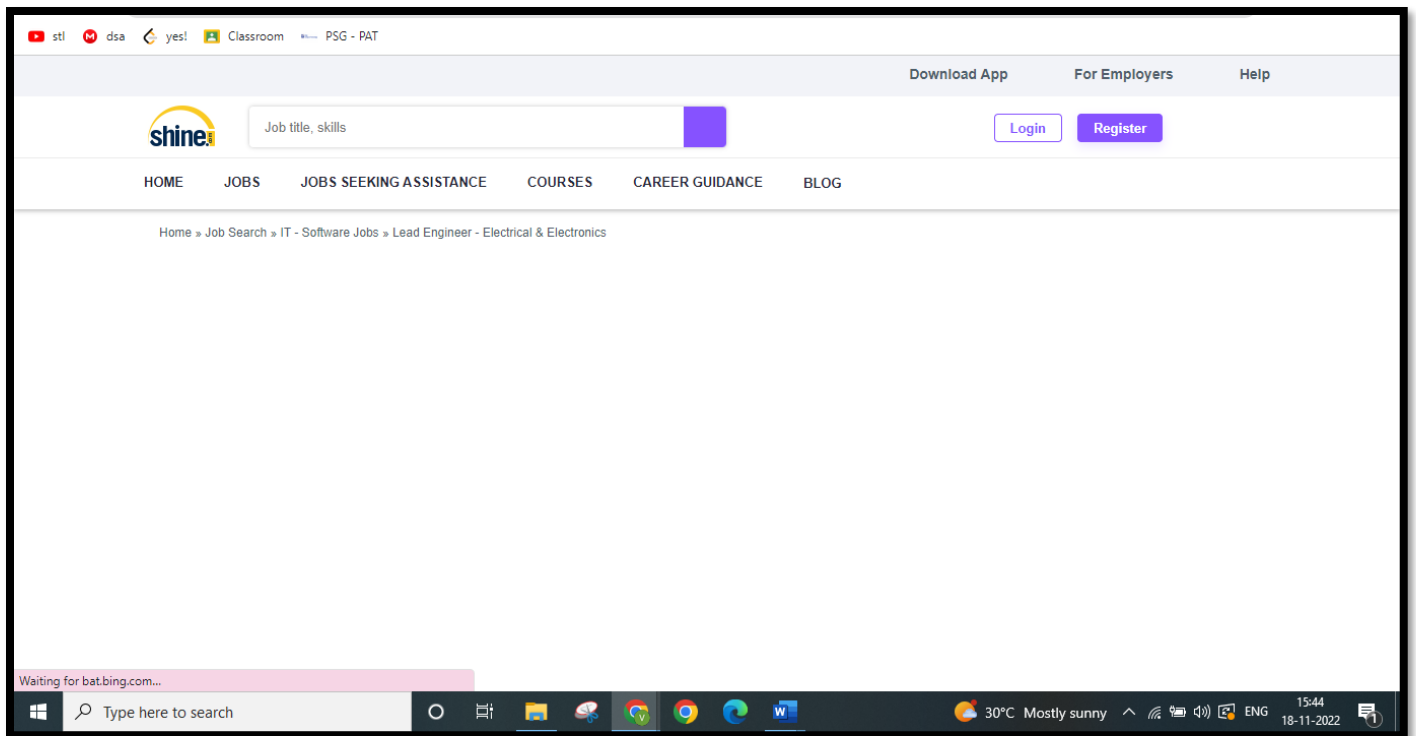 stl dsa yes! Classroom PSG - PAT
Download App For Employers Help
shine.com Job title, skills Login Register
HOME JOBS JOBS SEEKING ASSISTANCE COURSES CAREER GUIDANCE BLOG
Home » Job Search » IT - Software Jobs » Lead Engineer - Electrical & Electronics
Waiting for bat.bing.com...
Type here to search 30°C Mostly sunny ENG 15:44
18-11-2022